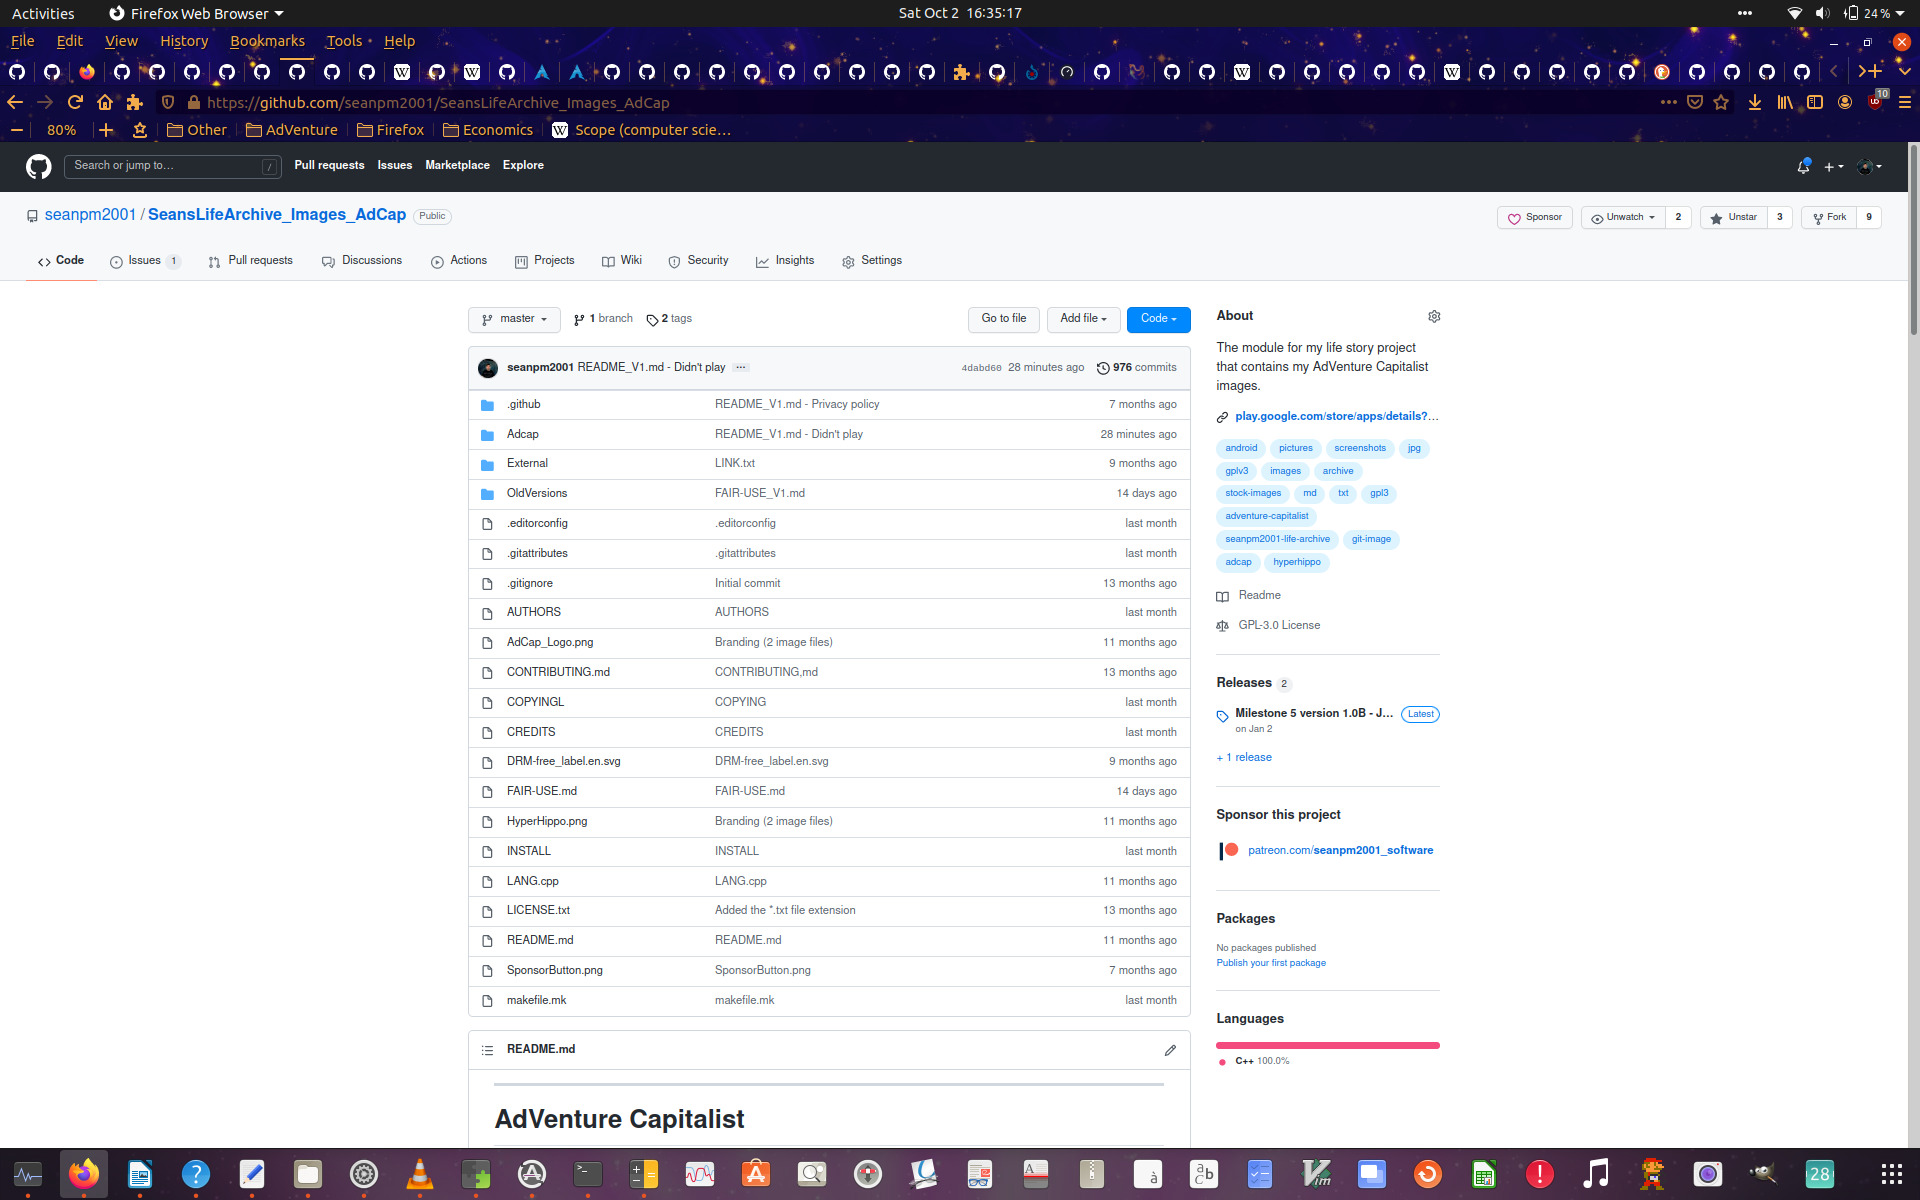 Activities Firefox Web Browser Sat Oct 2 16:35:17 24 %
File Edit View History Bookmarks Tools Help
https://github.com/seanpm2001/SeansLifeArchive_Images_AdCap 10
80% Other AdVenture Firefox Economics Scope (computer scie…
Search or jump to… / Pull requests Issues Marketplace Explore
seanpm2001 / SeansLifeArchive_Images_AdCap Public Sponsor Unwatch 2 Unstar 3 Fork 9
Code Issues 1 Pull requests Discussions Actions Projects Wiki Security Insights Settings
master 1 branch 2 tags Go to file Add file Code
seanpm2001 README_V1.md - Didn't play ... 4dabd60 28 minutes ago 976 commits
.github README_V1.md - Privacy policy 7 months ago
Adcap README_V1.md - Didn't play 28 minutes ago
External LINK.txt 9 months ago
OldVersions FAIR-USE_V1.md 14 days ago
.editorconfig .editorconfig last month
.gitattributes .gitattributes last month
.gitignore Initial commit 13 months ago
AUTHORS AUTHORS last month
AdCap_Logo.png Branding (2 image files) 11 months ago
CONTRIBUTING.md CONTRIBUTING,md 13 months ago
COPYINGL COPYING last month
CREDITS CREDITS last month
DRM-free_label.en.svg DRM-free_label.en.svg 9 months ago
FAIR-USE.md FAIR-USE.md 14 days ago
HyperHippo.png Branding (2 image files) 11 months ago
INSTALL INSTALL last month
LANG.cpp LANG.cpp 11 months ago
LICENSE.txt Added the *.txt file extension 13 months ago
README.md README.md 11 months ago
SponsorButton.png SponsorButton.png 7 months ago
makefile.mk makefile.mk last month
README.md
AdVenture Capitalist
About
The module for my life story project
that contains my AdVenture Capitalist
images.
play.google.com/store/apps/details?…
android pictures screenshots jpg
gplv3 images archive
stock-images md txt gpl3
adventure-capitalist
seanpm2001-life-archive git-image
adcap hyperhippo
Readme
GPL-3.0 License
Releases 2
Milestone 5 version 1.0B - J… Latest
on Jan 2
+ 1 release
Sponsor this project
patreon.com/seanpm2001_software
Packages
No packages published
Publish your first package
Languages
C++ 100.0%
28